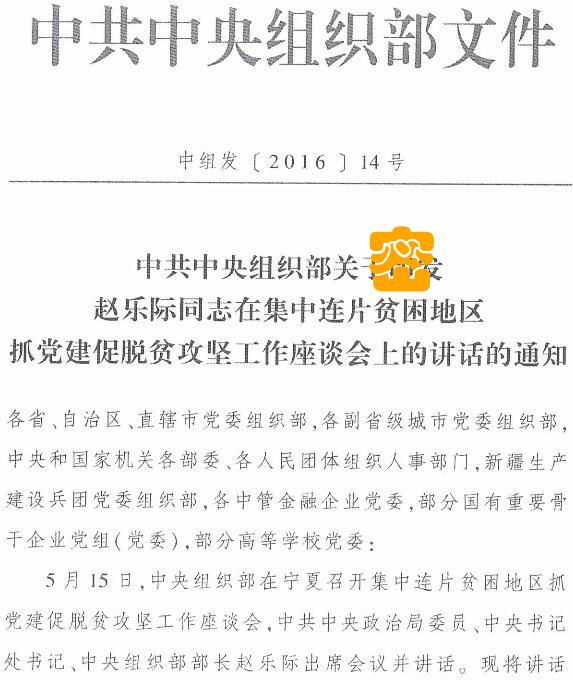 中共中央组织部文件
中组发〔2016〕14号
中共中央组织部关于 发
赵乐际同志在集中连片贫困地区
抓党建促脱贫攻坚工作座谈会上的讲话的通知
各省、自治区、直辖市党委组织部,各副省级城市党委组织部,
中央和国家机关各部委、各人民团体组织人事部门,新疆生产
建设兵团党委组织部,各中管金融企业党委,部分国有重要骨
干企业党组(党委),部分高等学校党委:
5月15日,中央组织部在宁夏召开集中连片贫困地区抓
党建促脱贫攻坚工作座谈会,中共中央政治局委员、中央书记
处书记、中央组织部部长赵乐际出席会议并讲话。现将讲话